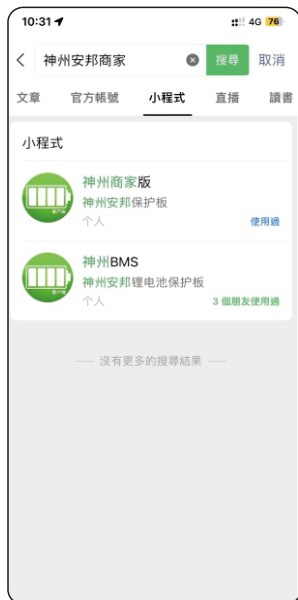 10:31 4G 76
神州安邦商家 搜尋 取消
文章 官方帳號 小程式 直播 讀書
小程式
神州商家版
神州安邦保护板
个人 使用過
神州BMS
神州安邦锂电池保护板
个人 3 個朋友使用過
沒有更多的搜尋結果